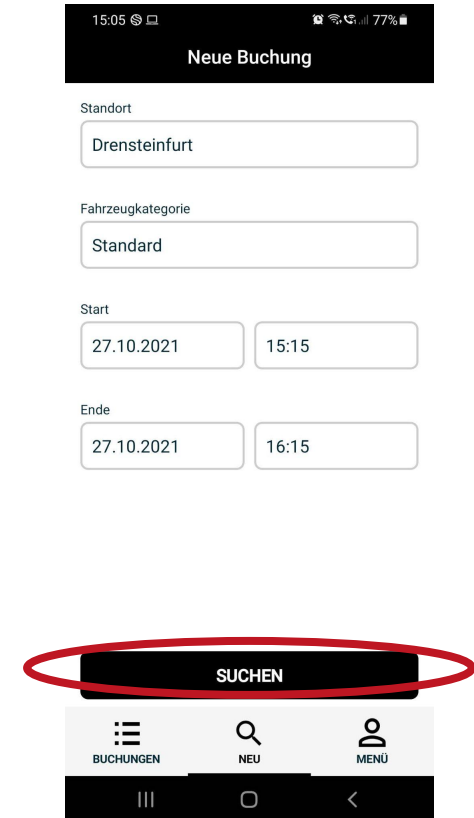 15:05 77%
Neue Buchung
Standort
Drensteinfurt
Fahrzeugkategorie
Standard
Start
27.10.2021 15:15
Ende
27.10.2021 16:15
SUCHEN
BUCHUNGEN NEU MENÜ